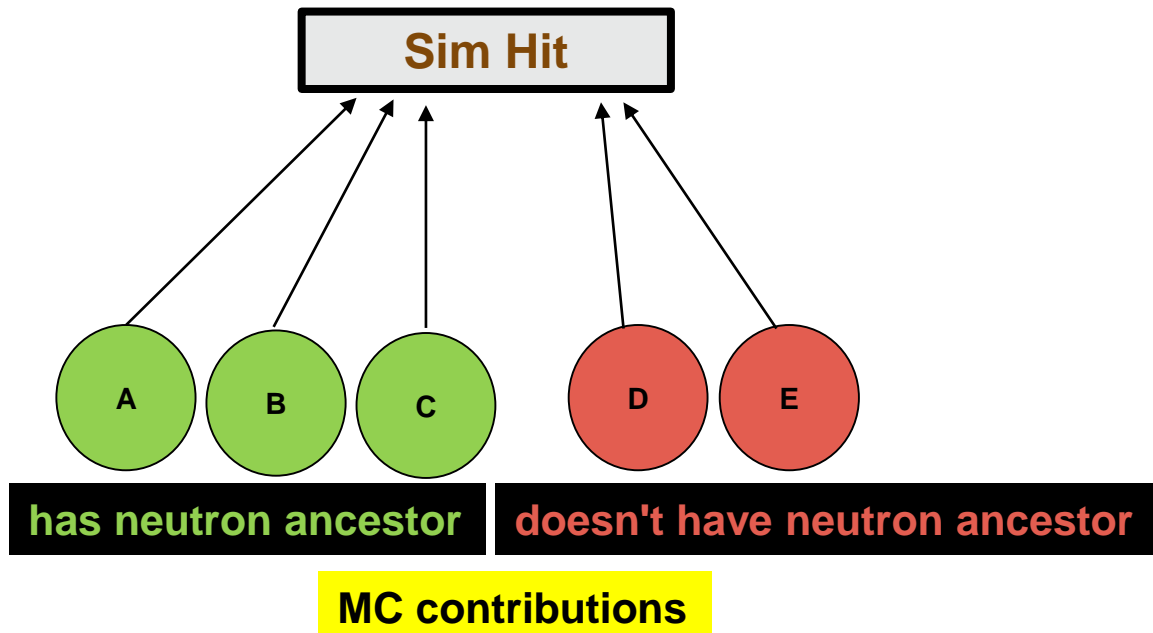 Sim Hit
A
B
C
D
E
has neutron ancestor
doesn't have neutron ancestor
MC contributions